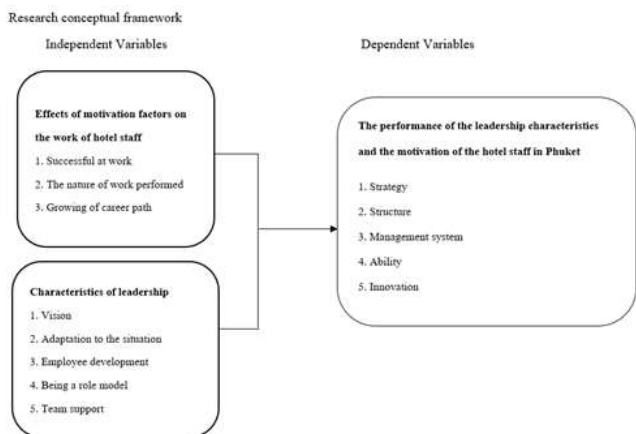 Research conceptual framework
Independent Variables
Dependent Variables
Effects of motivation factors on
the work of hotel staff
1. Successful at work
2. The nature of work performed
3. Growing of career path
Characteristics of leadership
1. Vision
2. Adaptation to the situation
3. Employee development
4. Being a role model
5. Team support
The performance of the leadership characteristics
and the motivation of the hotel staff in Phuket
1. Strategy
2. Structure
3. Management system
4. Ability
5. Innovation